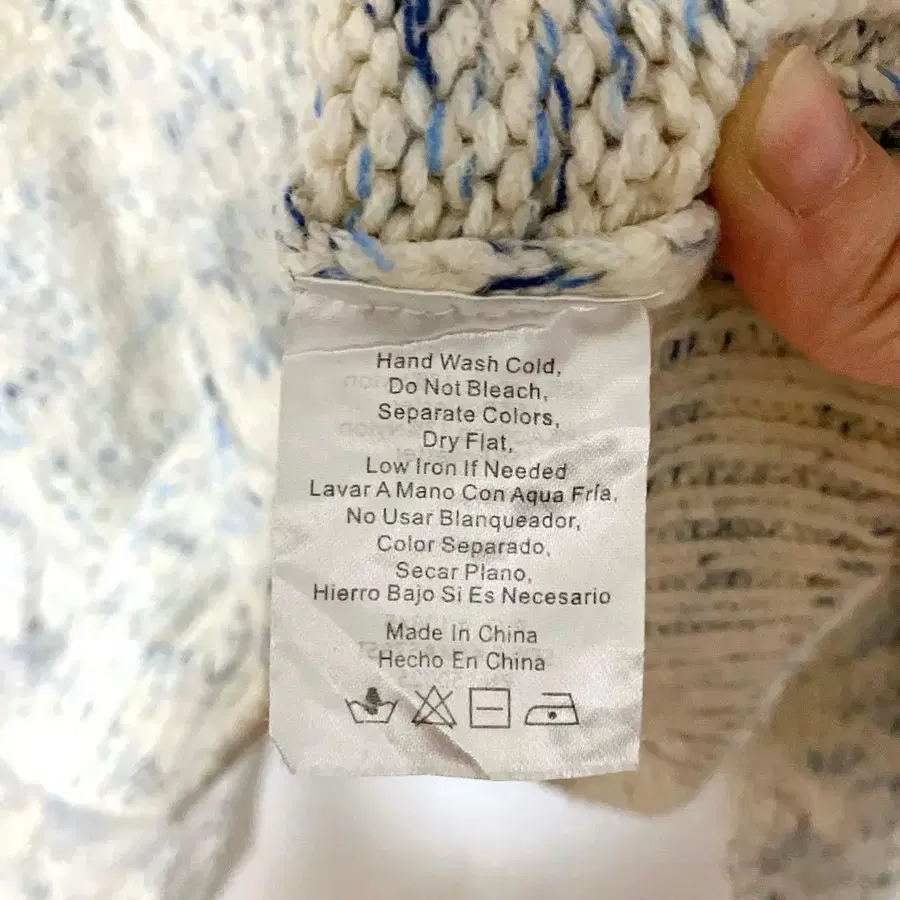 Hand Wash Cold,
Do Not Bleach,
Separate Colors,
Dry Flat,
Low Iron If Needed
Lavar A Mano Con Aqua Fría,
No Usar Blanqueador,
Color Separado,
Secar Plano,
Hierro Bajo Si Es Necesario
Made In China
Hecho En China